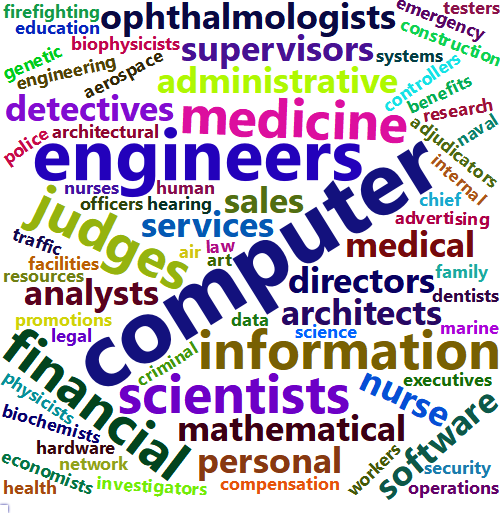 firefighting
ophthalmologists
emergency
testers
education
construction
genetic
biophysicists
supervisors
systems
engineering
aerospace
administrative
controllers
benefits
detectives
medicine
research
police
architectural
adjudicators
naval
engineers
computer
internal
nurses
human
judges
officers
hearing
sales
chief
services
advertising
traffic
air
law
medical
facilities
art
family
resources
analysts
directors
dentists
promotions
data
architects
legal
science
marine
financial
information
criminal
physicists
scientists
nurse
executives
biochemists
mathematical
software
hardware
economists
network
personal
workers
security
health
investigators
compensation
operations